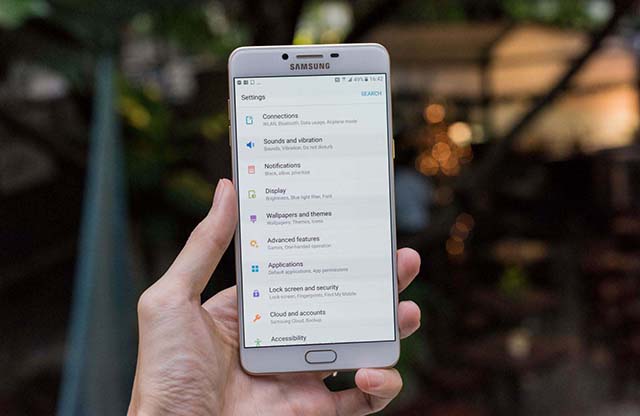 SAMSUNG
49% 16:42
Settings
SEARCH
Connections
WLAN, Bluetooth, Data usage, Airplane mode
Sounds and vibration
Sounds, Vibration, Do not disturb
Notifications
Block, allow, prioritize
Display
Brightness, Blue light filter, Font
Wallpapers and themes
Wallpapers, Themes, Icons
Advanced features
Games, One-handed operation
Applications
Default applications, App permissions
Lock screen and security
Lock screen, Fingerprints, Find My Mobile
Cloud and accounts
Samsung Cloud, Backup
Accessibility